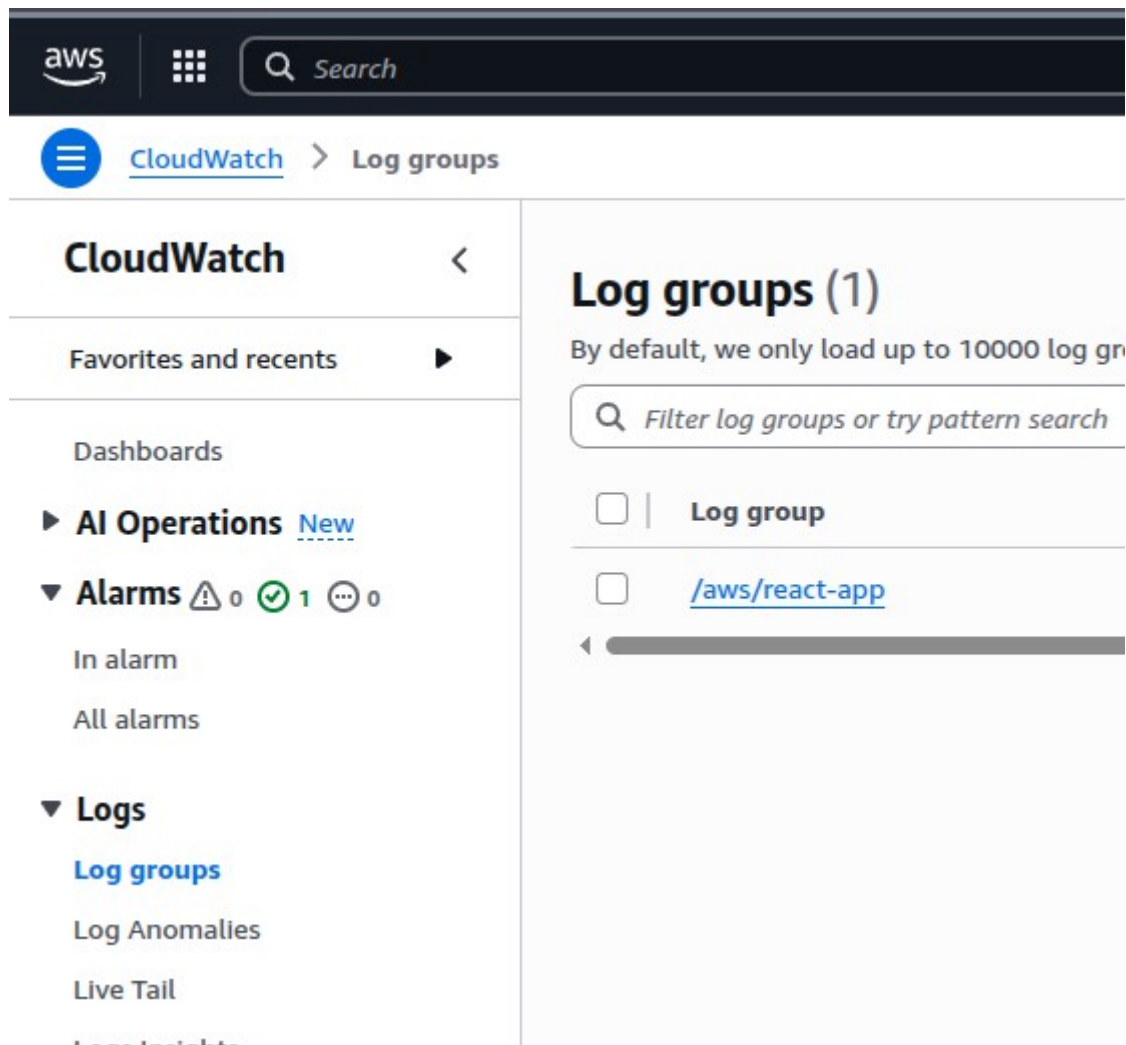 aws
Search
CloudWatch > Log groups
CloudWatch
Favorites and recents
Dashboards
AI Operations New
Alarms 0 1 0
In alarm
All alarms
Logs
Log groups
Log Anomalies
Live Tail
Log groups (1)
By default, we only load up to 10000 log
Filter log groups or try pattern search
Log group
/aws/react-app